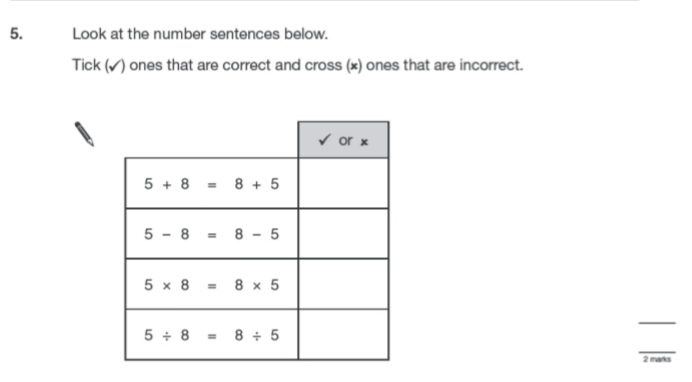 5. Look at the number sentences below.
Tick (✓) ones that are correct and cross (×) ones that are incorrect.
✓ or ×
5 + 8 = 8 + 5
5 − 8 = 8 − 5
5 × 8 = 8 × 5
5 ÷ 8 = 8 ÷ 5
2 marks